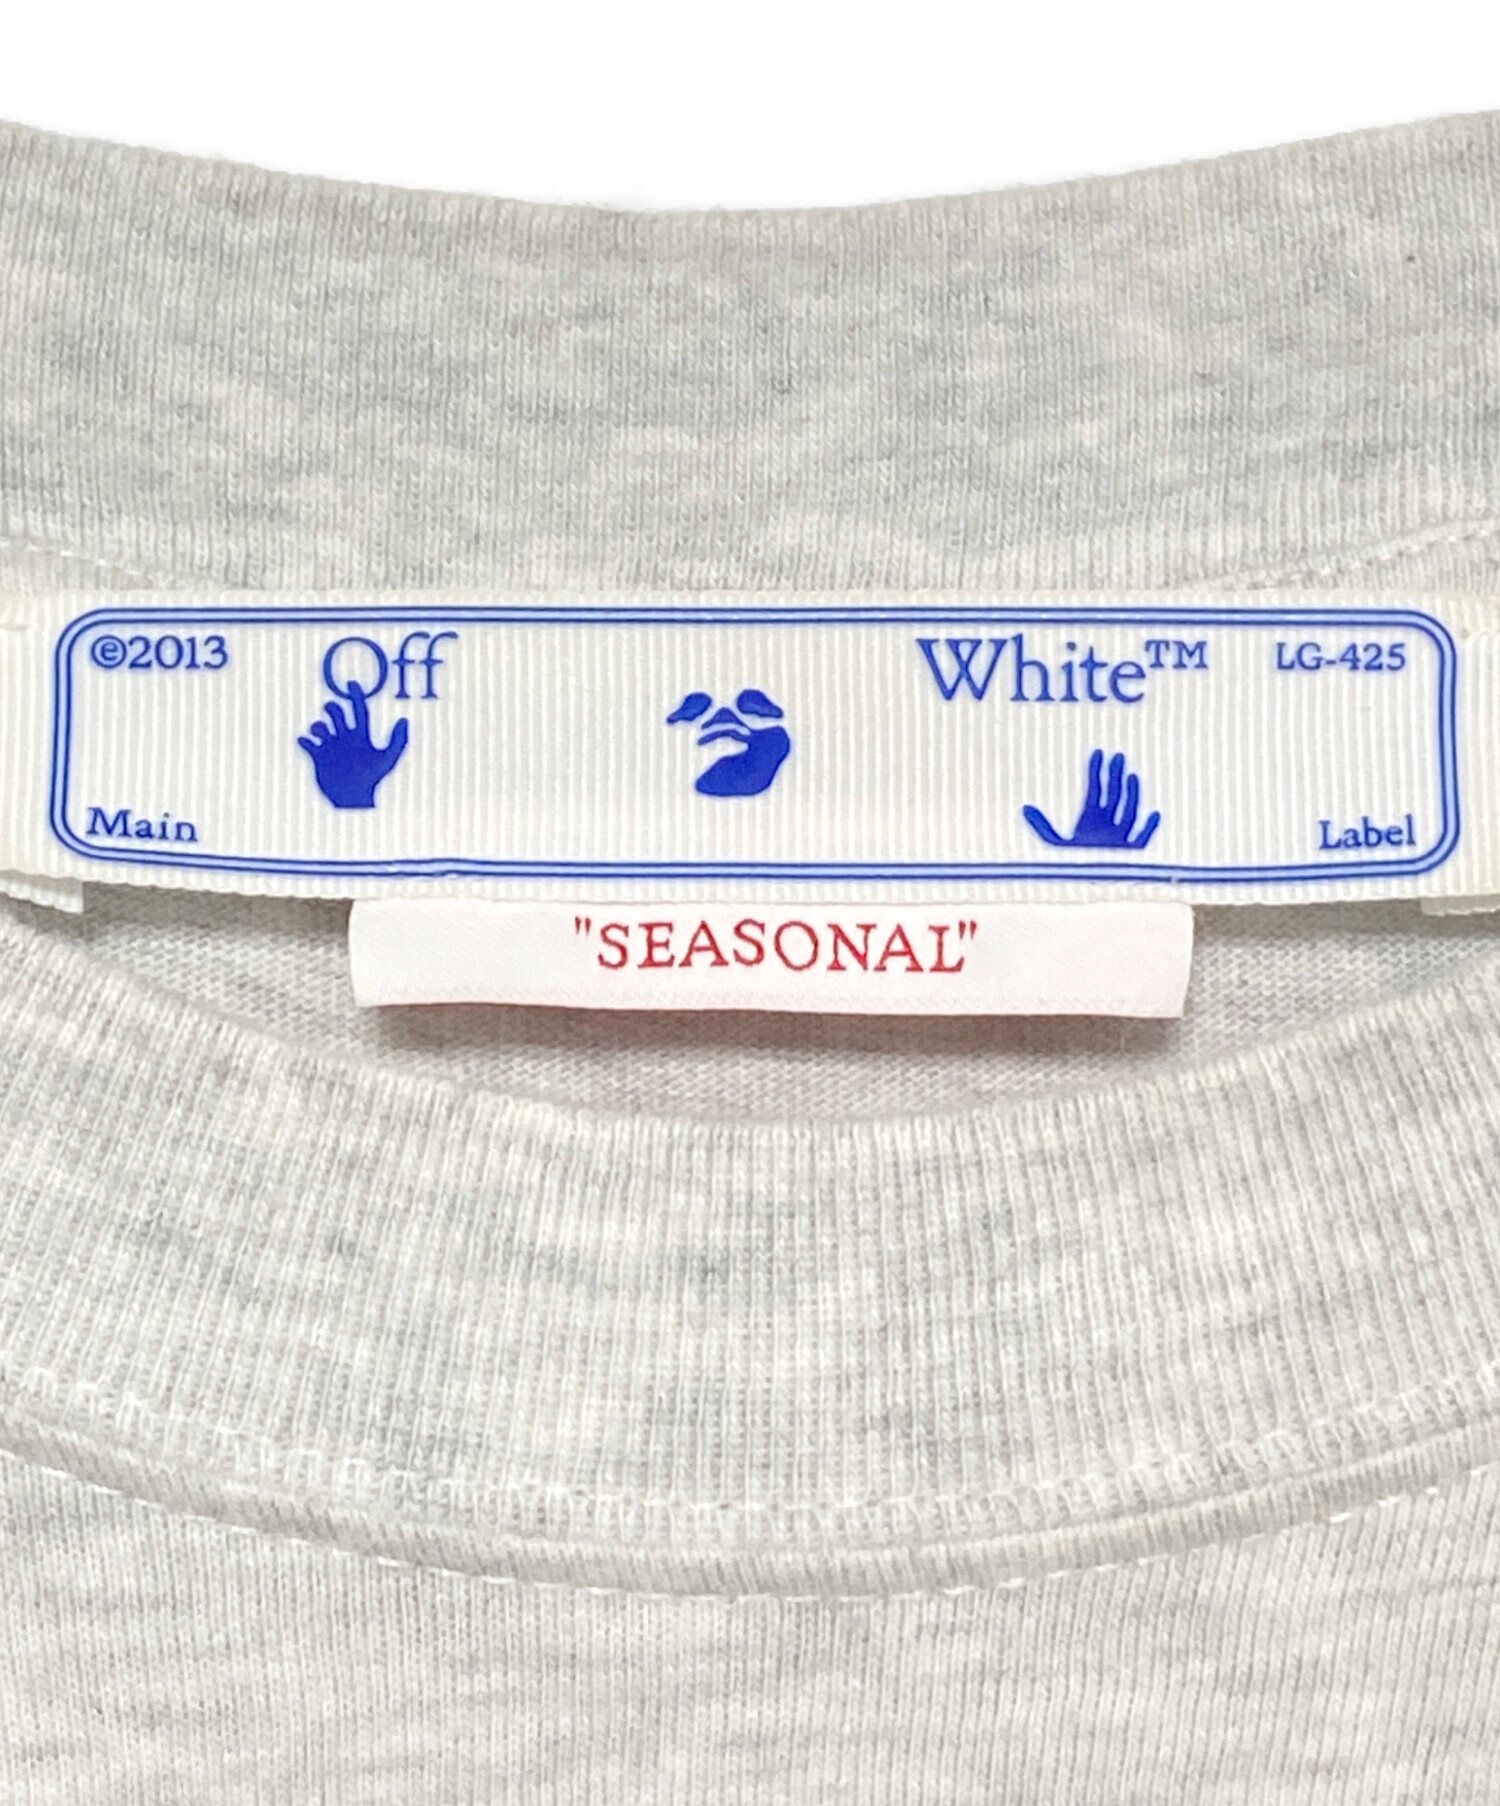 ©2013 Off White™ LG-425
Main Label
"SEASONAL"